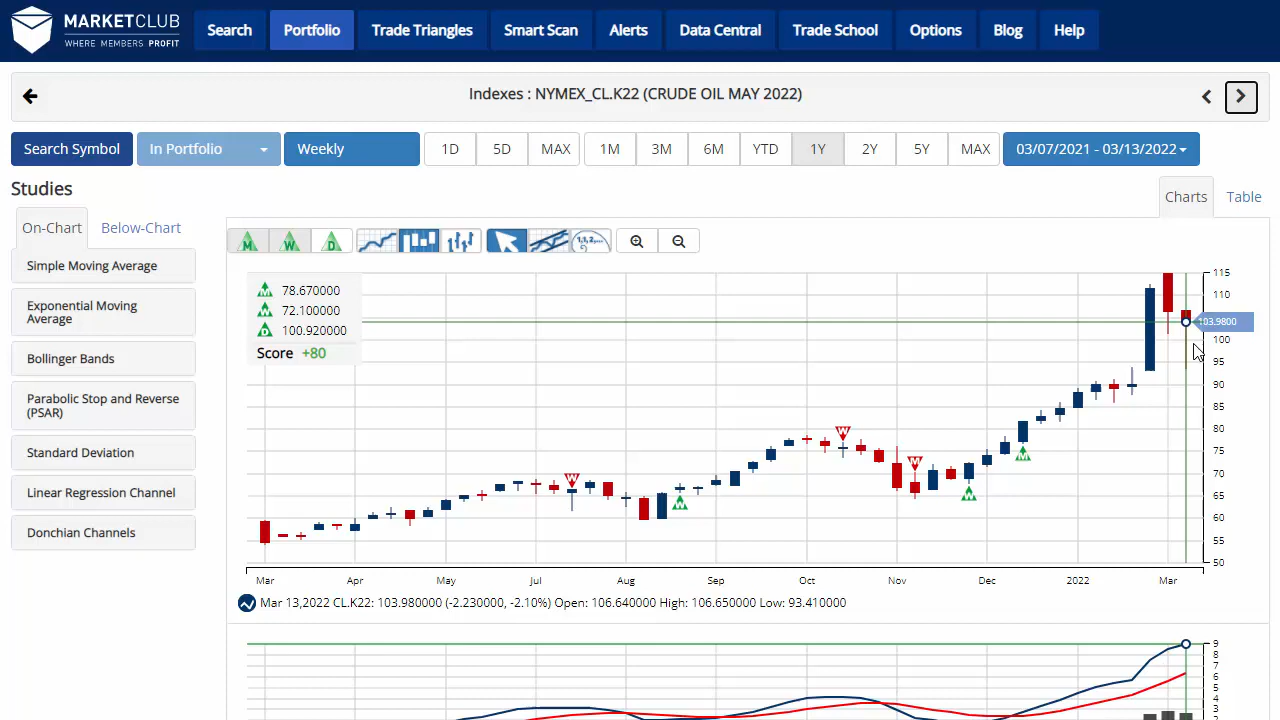 MARKETCLUB
WHERE MEMBERS PROFIT
Search Portfolio Trade Triangles Smart Scan Alerts Data Central Trade School Options Blog Help
Indexes : NYMEX_CL.K22 (CRUDE OIL MAY 2022)
Search Symbol In Portfolio Weekly 1D 5D MAX 1M 3M 6M YTD 1Y 2Y 5Y MAX 03/07/2021 - 03/13/2022
Studies
Charts Table
On-Chart Below-Chart
Simple Moving Average
Exponential Moving
Average
Bollinger Bands
Parabolic Stop and Reverse
(PSAR)
Standard Deviation
Linear Regression Channel
Donchian Channels
M W D
1,1,2,
M 78.670000
W 72.100000
D 100.920000
Score +80
115
110
103.9800
100
95
90
85
80
75
70
65
60
55
50
W W W
W W M
Mar Apr May Jul Aug Sep Oct Nov Dec 2022 Mar
Mar 13,2022 CL.K22: 103.980000 (-2.230000, -2.10%) Open: 106.640000 High: 106.650000 Low: 93.410000
9
8
7
6
5
4
3